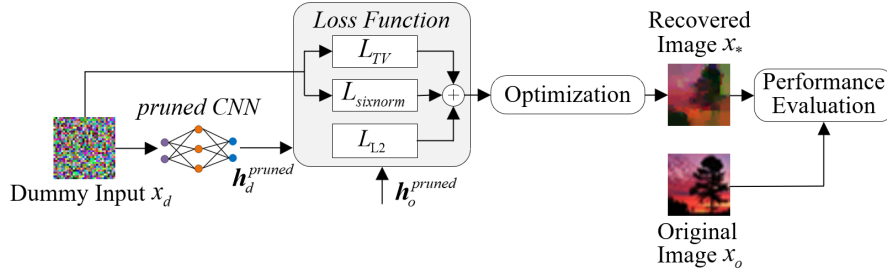 Loss Function
L_TV
L_sixnorm
L_L2
+
pruned CNN
Dummy Input x_d
h_d^pruned
h_o^pruned
Optimization
Recovered
Image x_*
Performance
Evaluation
Original
Image x_o